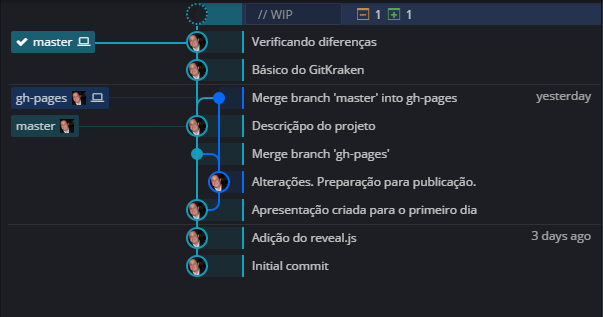 // WIP 1 1
master Verificando diferenças
Básico do GitKraken
gh-pages Merge branch 'master' into gh-pages yesterday
master Descriçãpo do projeto
Merge branch 'gh-pages'
Alterações. Preparação para publicação.
Apresentação criada para o primeiro dia
Adição do reveal.js 3 days ago
Initial commit